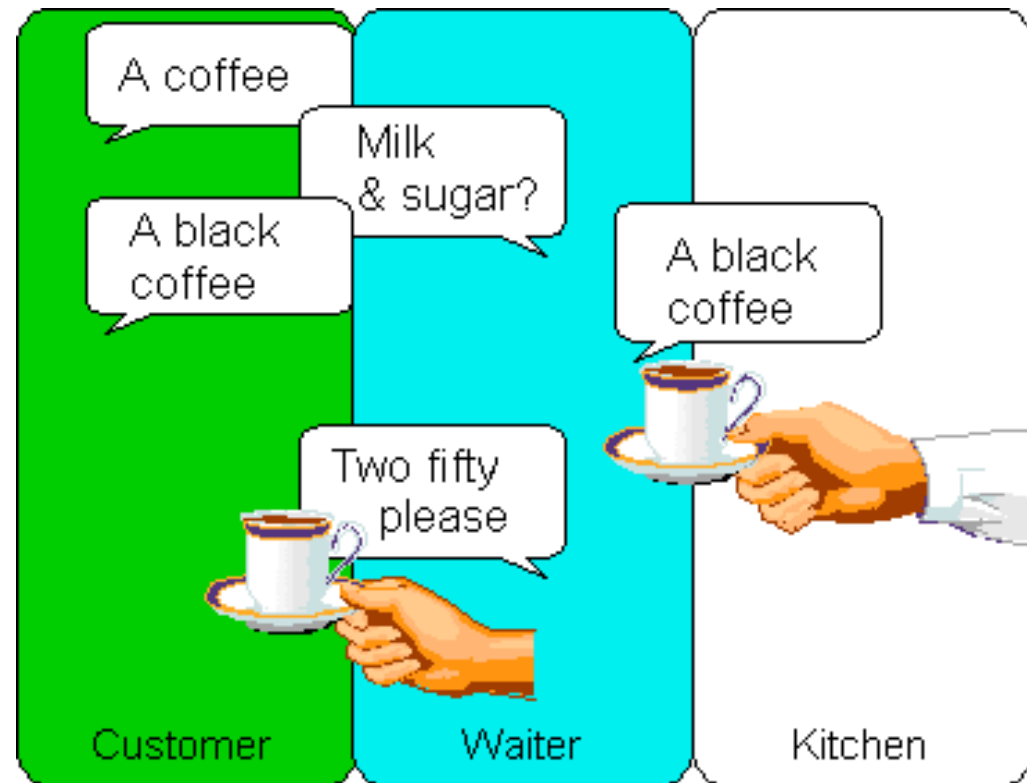 A coffee
Milk
& sugar?
A black
coffee
A black
coffee
Two fifty
please
Customer
Waiter
Kitchen